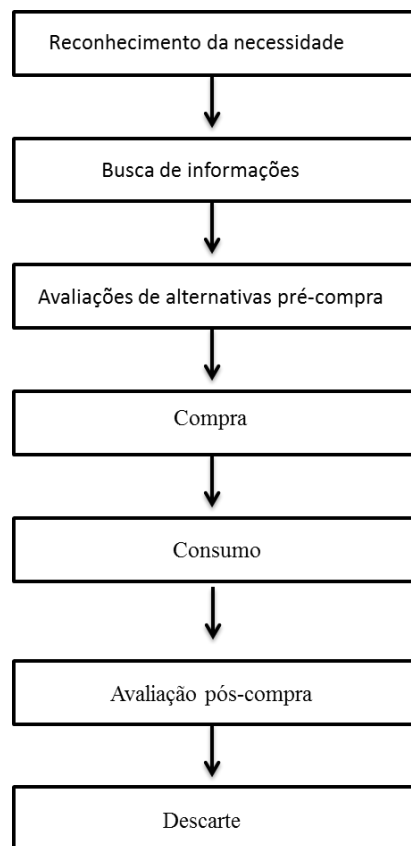 Reconhecimento da necessidade
Busca de informações
Avaliações de alternativas pré-compra
Compra
Consumo
Avaliação pós-compra
Descarte